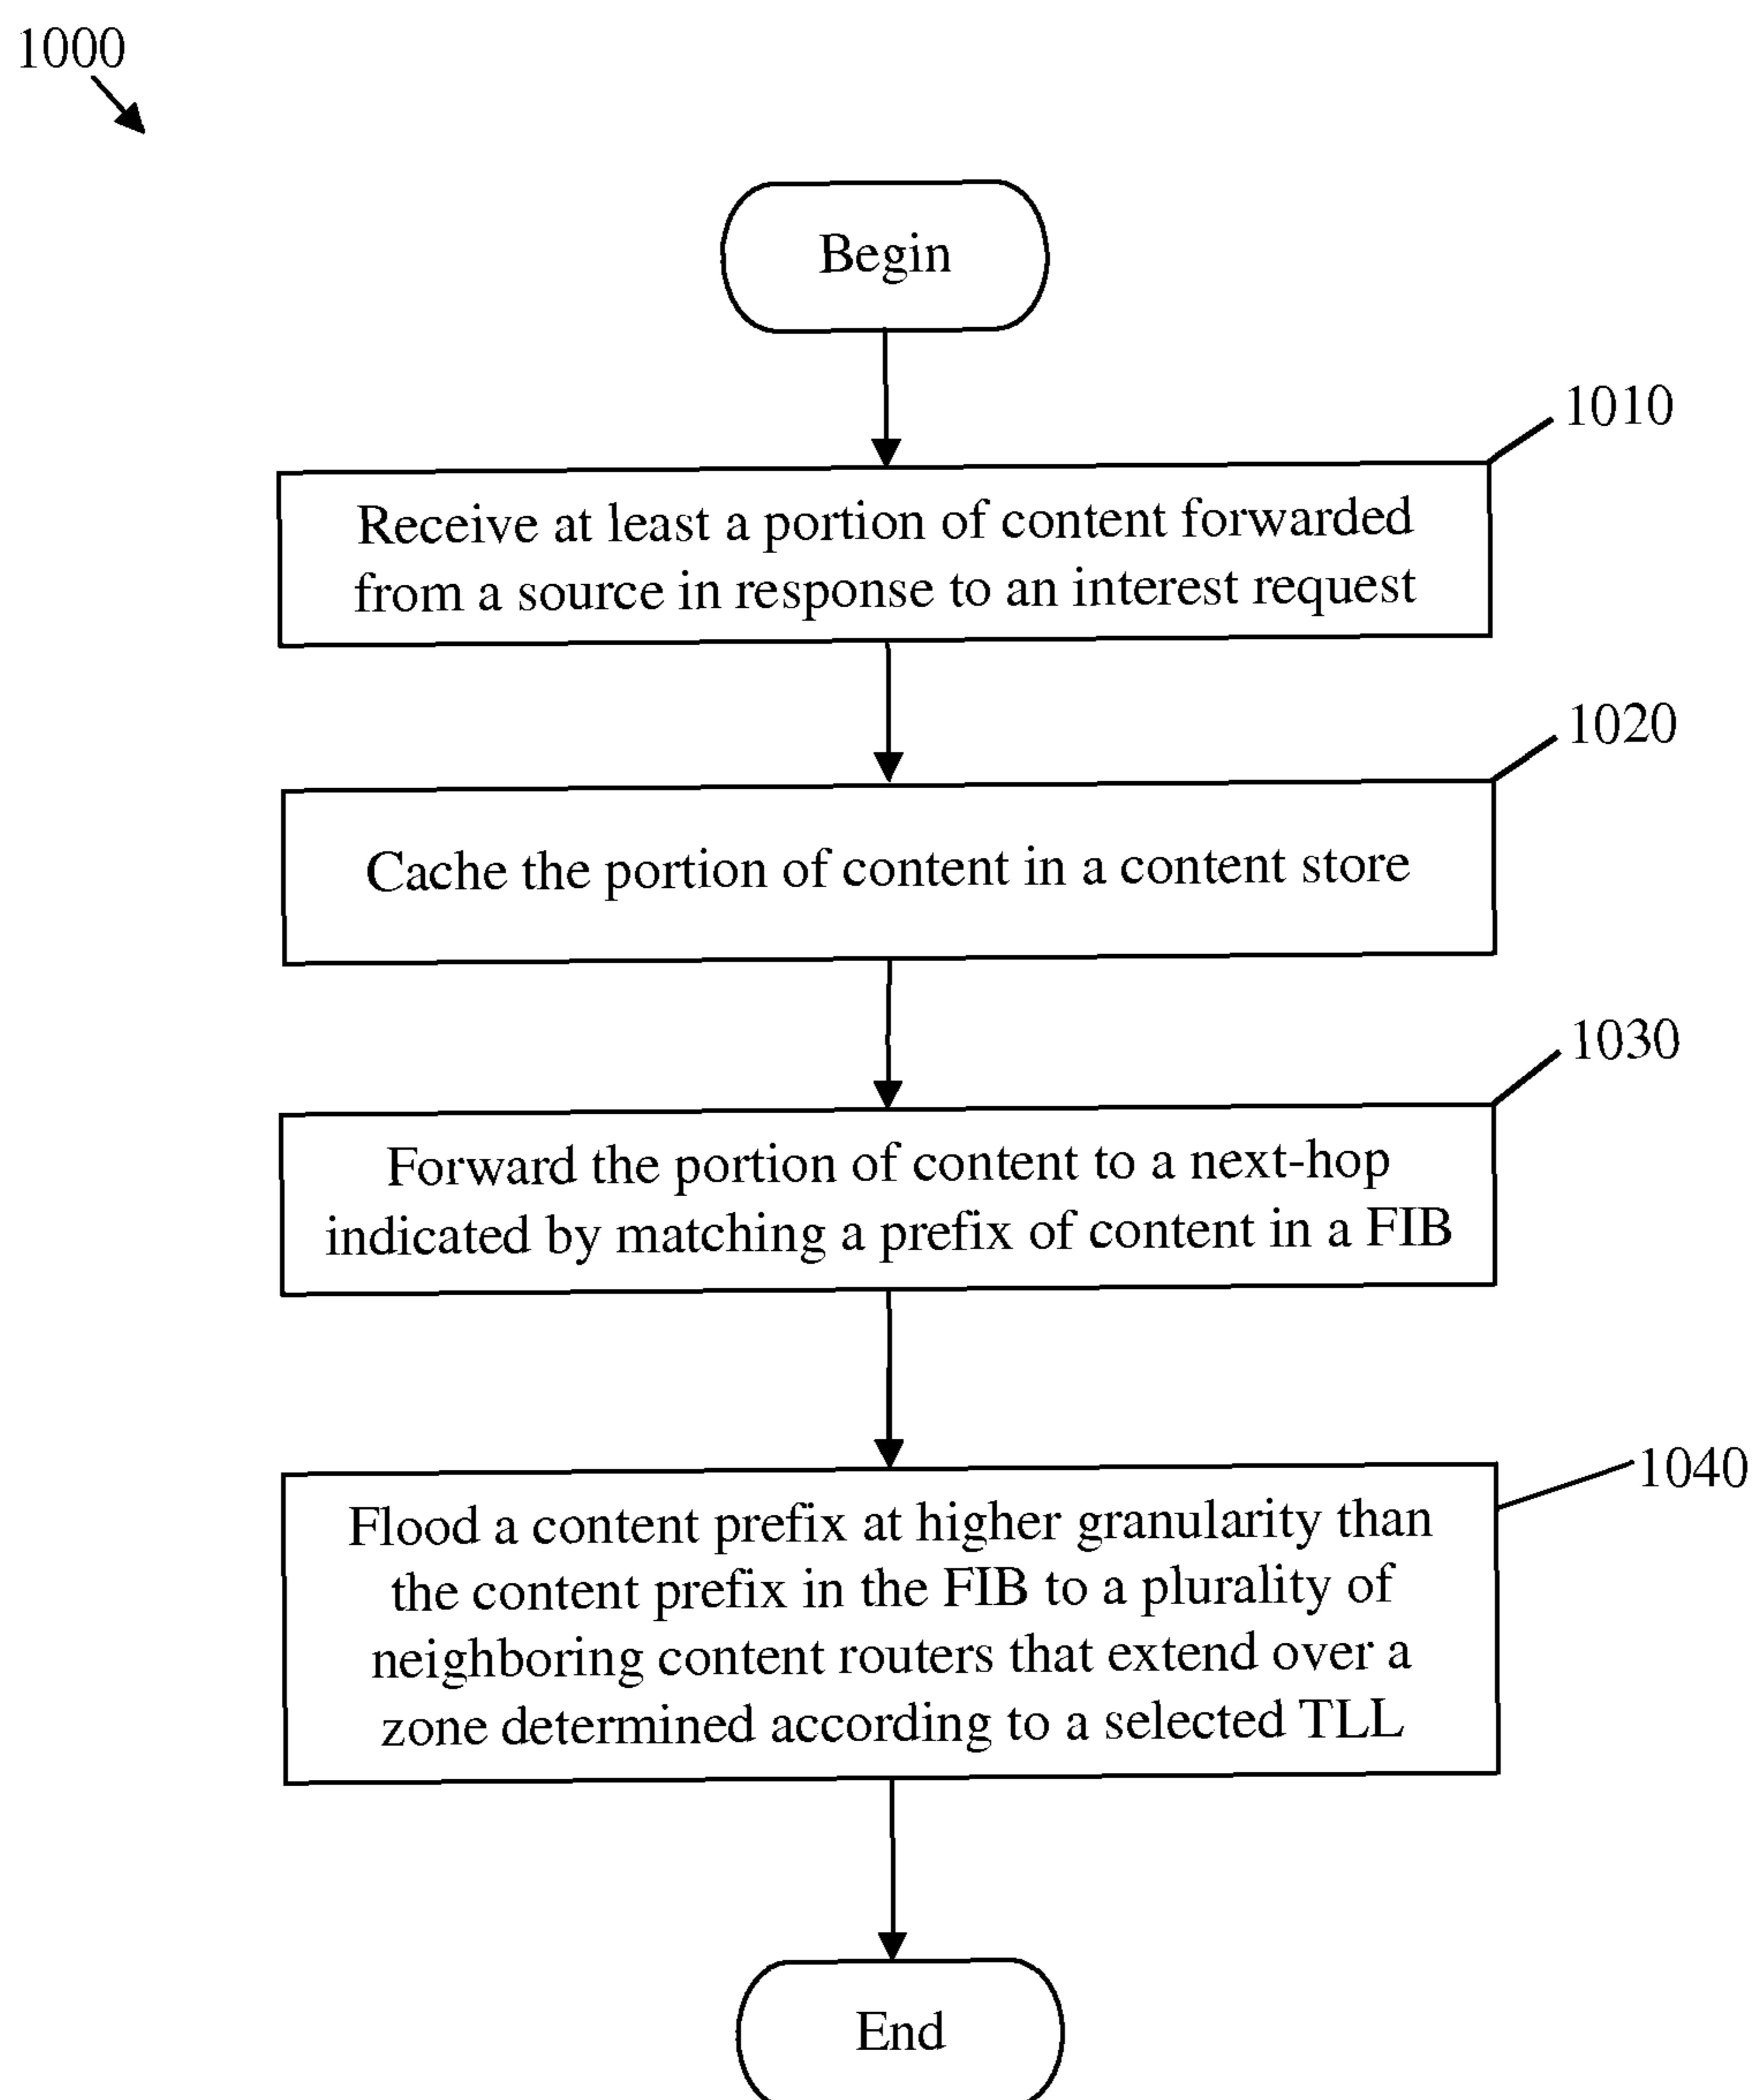 1000
Begin
1010
Receive at least a portion of content forwarded
from a source in response to an interest request
1020
Cache the portion of content in a content store
1030
Forward the portion of content to a next-hop
indicated by matching a prefix of content in a FIB
1040
Flood a content prefix at higher granularity than
the content prefix in the FIB to a plurality of
neighboring content routers that extend over a
zone determined according to a selected TLL
End